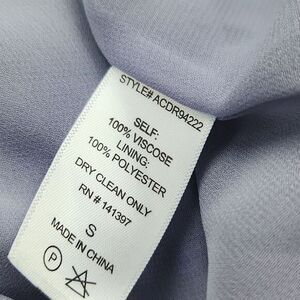 STYLE# ACDR94222
SELF:
100% VISCOSE
LINING:
100% POLYESTER
DRY CLEAN ONLY
RN # 141397
S
MADE IN CHINA
P